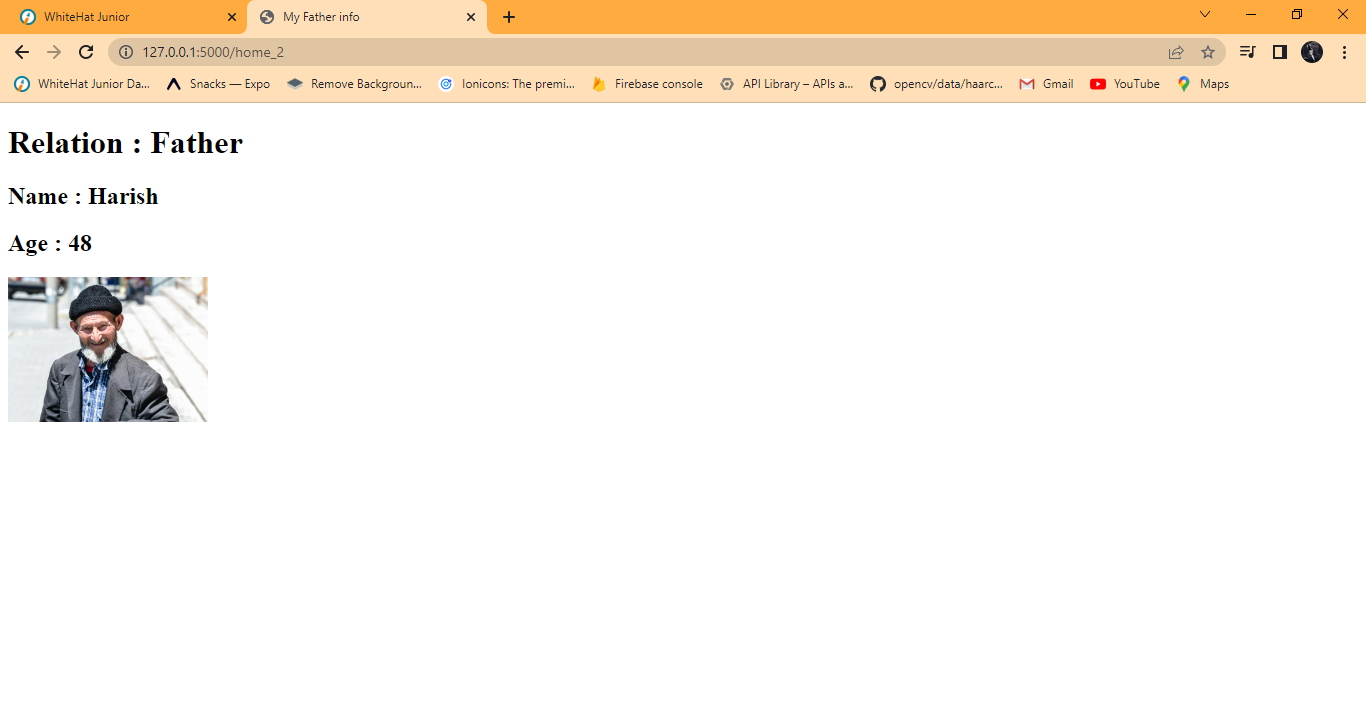 WhiteHat Junior
My Father info
127.0.0.1:5000/home_2
WhiteHat Junior Da...
Snacks — Expo
Remove Backgroun...
Ionicons: The premi...
Firebase console
API Library – APIs a...
opencv/data/haarc...
Gmail
YouTube
Maps
Relation : Father
Name : Harish
Age : 48